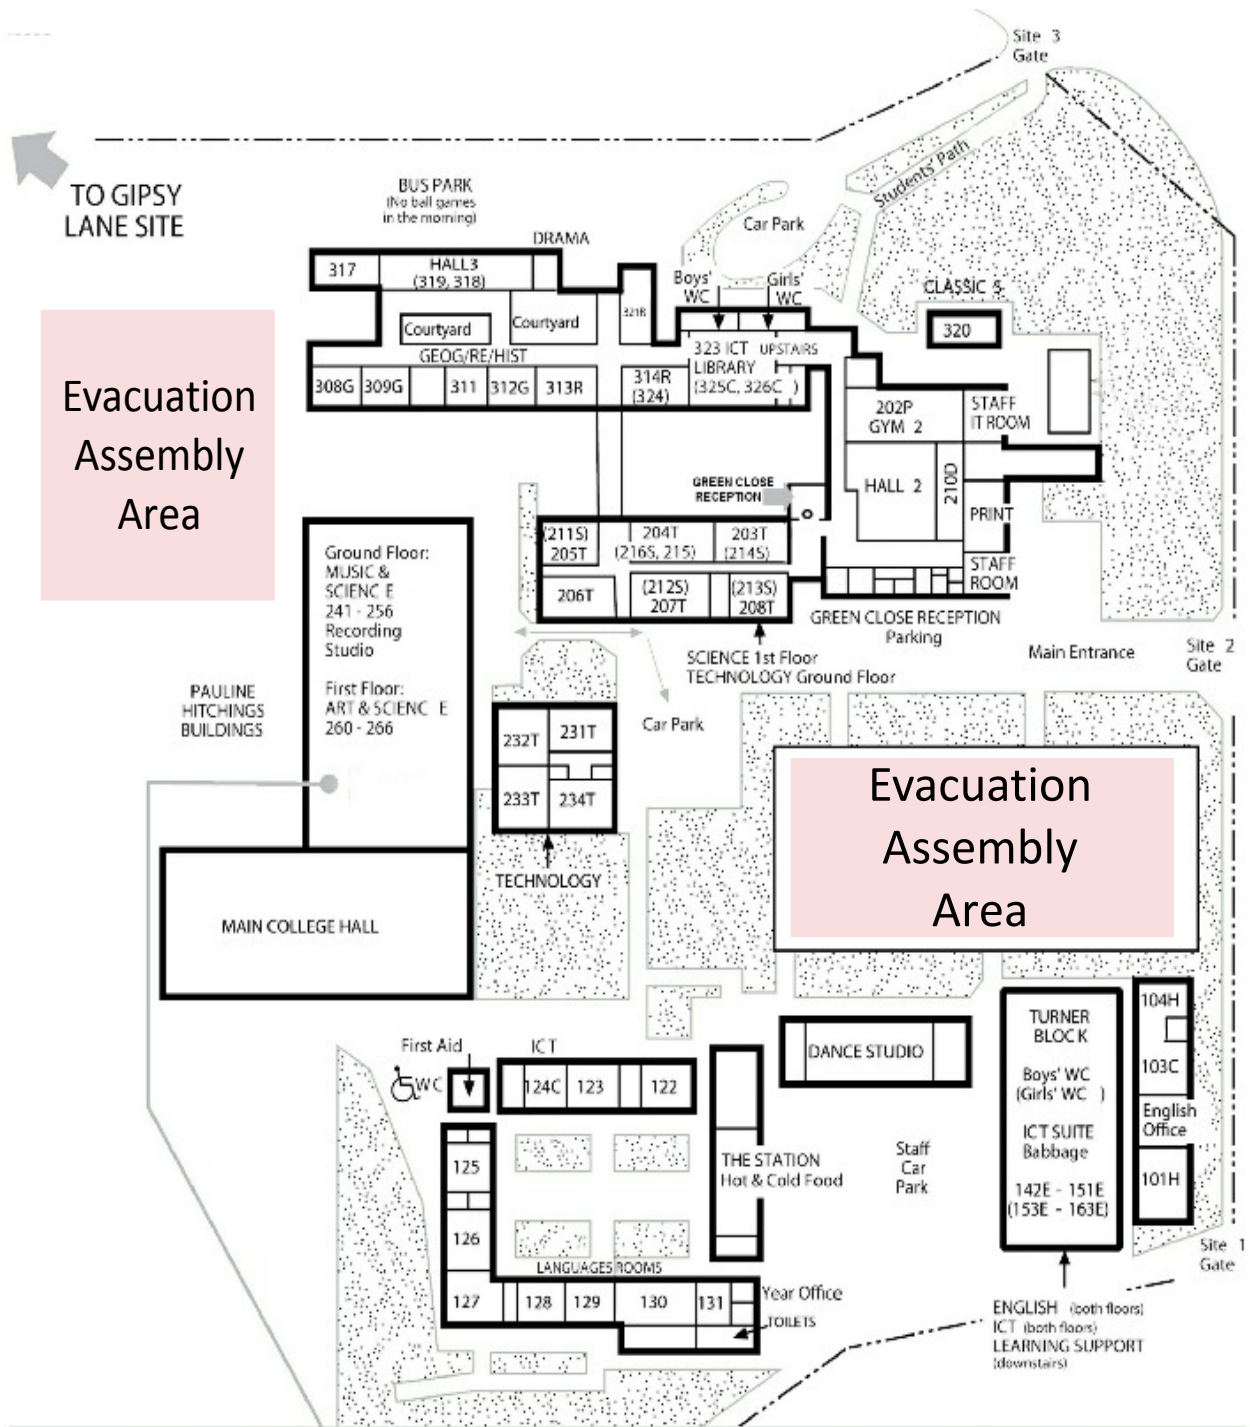 Site 3
Gate
TO GIPSY
LANE SITE
BUS PARK
(No ball games
in the morning)
Students' Path
Car Park
DRAMA
317
HALL3
(319, 318)
321R
Boys'
WC
Girls'
WC
CLASSIC S
320
Courtyard
Courtyard
GEOG/RE/HIST
323 ICT
LIBRARY
(325C, 326C )
UPSTAIRS
308G
309G
311
312G
313R
314R
(324)
202P
GYM 2
STAFF
IT ROOM
HALL 2
210D
PRINT
STAFF
ROOM
Evacuation
Assembly
Area
GREEN CLOSE
RECEPTION
(211S)
205T
204T
(216S, 215)
203T
(214S)
206T
(212S)
207T
(213S)
208T
GREEN CLOSE RECEPTION
Parking
Main Entrance
Site 2
Gate
SCIENCE 1st Floor
TECHNOLOGY Ground Floor
Ground Floor:
MUSIC &
SCIENC E
241 - 256
Recording
Studio
First Floor:
ART & SCIENC E
260 - 266
PAULINE
HITCHINGS
BUILDINGS
Car Park
232T
231T
233T
234T
TECHNOLOGY
MAIN COLLEGE HALL
Evacuation
Assembly
Area
First Aid
WC
ICT
124C
123
122
DANCE STUDIO
TURNER
BLOC K
Boys' WC
(Girls' WC )
ICT SUITE
Babbage
142E - 151E
(153E - 163E)
104H
103C
English
Office
101H
125
126
127
THE STATION
Hot & Cold Food
Staff
Car
Park
LANGUAGES ROOMS
128
129
130
131
Year Office
TOILETS
Site 1
Gate
ENGLISH (both floors)
ICT (both floors)
LEARNING SUPPORT
(downstairs)